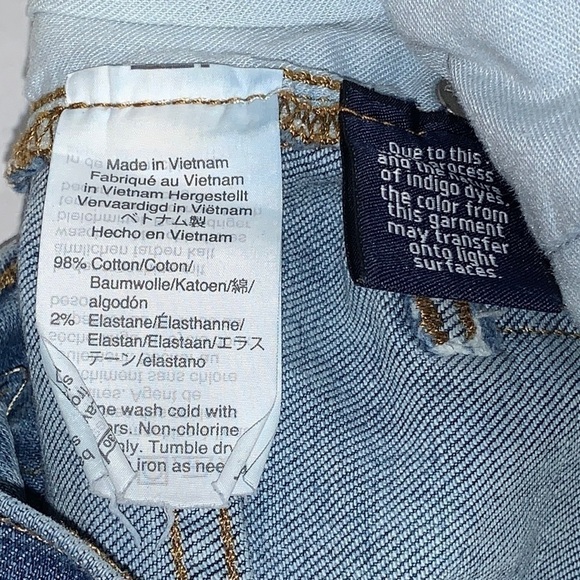 Made in Vietnam
Fabriqué au Vietnam
in Vietnam Hergestellt
Vervaardigd in Viëtnam
ベトナム製
Hecho en Vietnam
98% Cotton/Coton/
Baumwolle/Katoen/綿/
algodón
2% Elastane/Élasthanne/
Elastan/Elastaan/エラス
テーン/elastano
wash cold with
Non-chlorine
Tumble dry
iron as
Due to this
and the
of indigo dyes,
the color from
this garment
may transfer
onto light
surfaces.